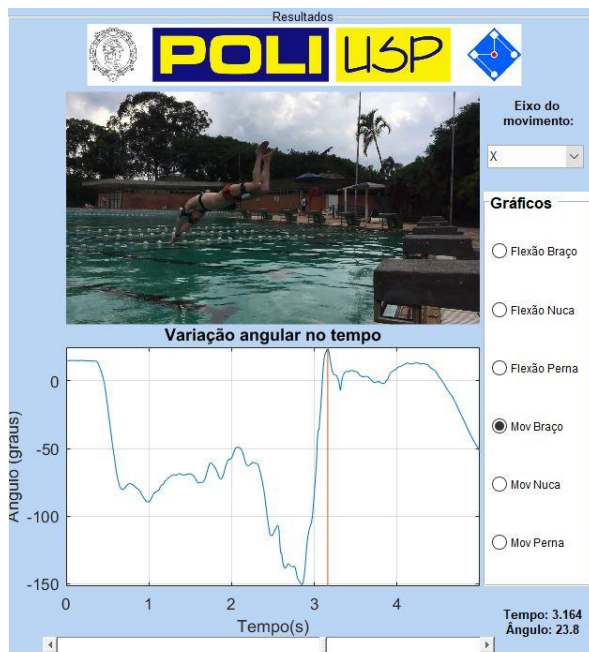 Resultados
POLI USP
Eixo do
movimento:
X
Gráficos
Flexão Braço
Flexão Nuca
Flexão Perna
Mov Braço
Mov Nuca
Mov Perna
Variação angular no tempo
Angulo (graus)
0
-50
-100
-150
0 1 2 3 4
Tempo(s)
Tempo: 3.164
Ângulo: 23.8